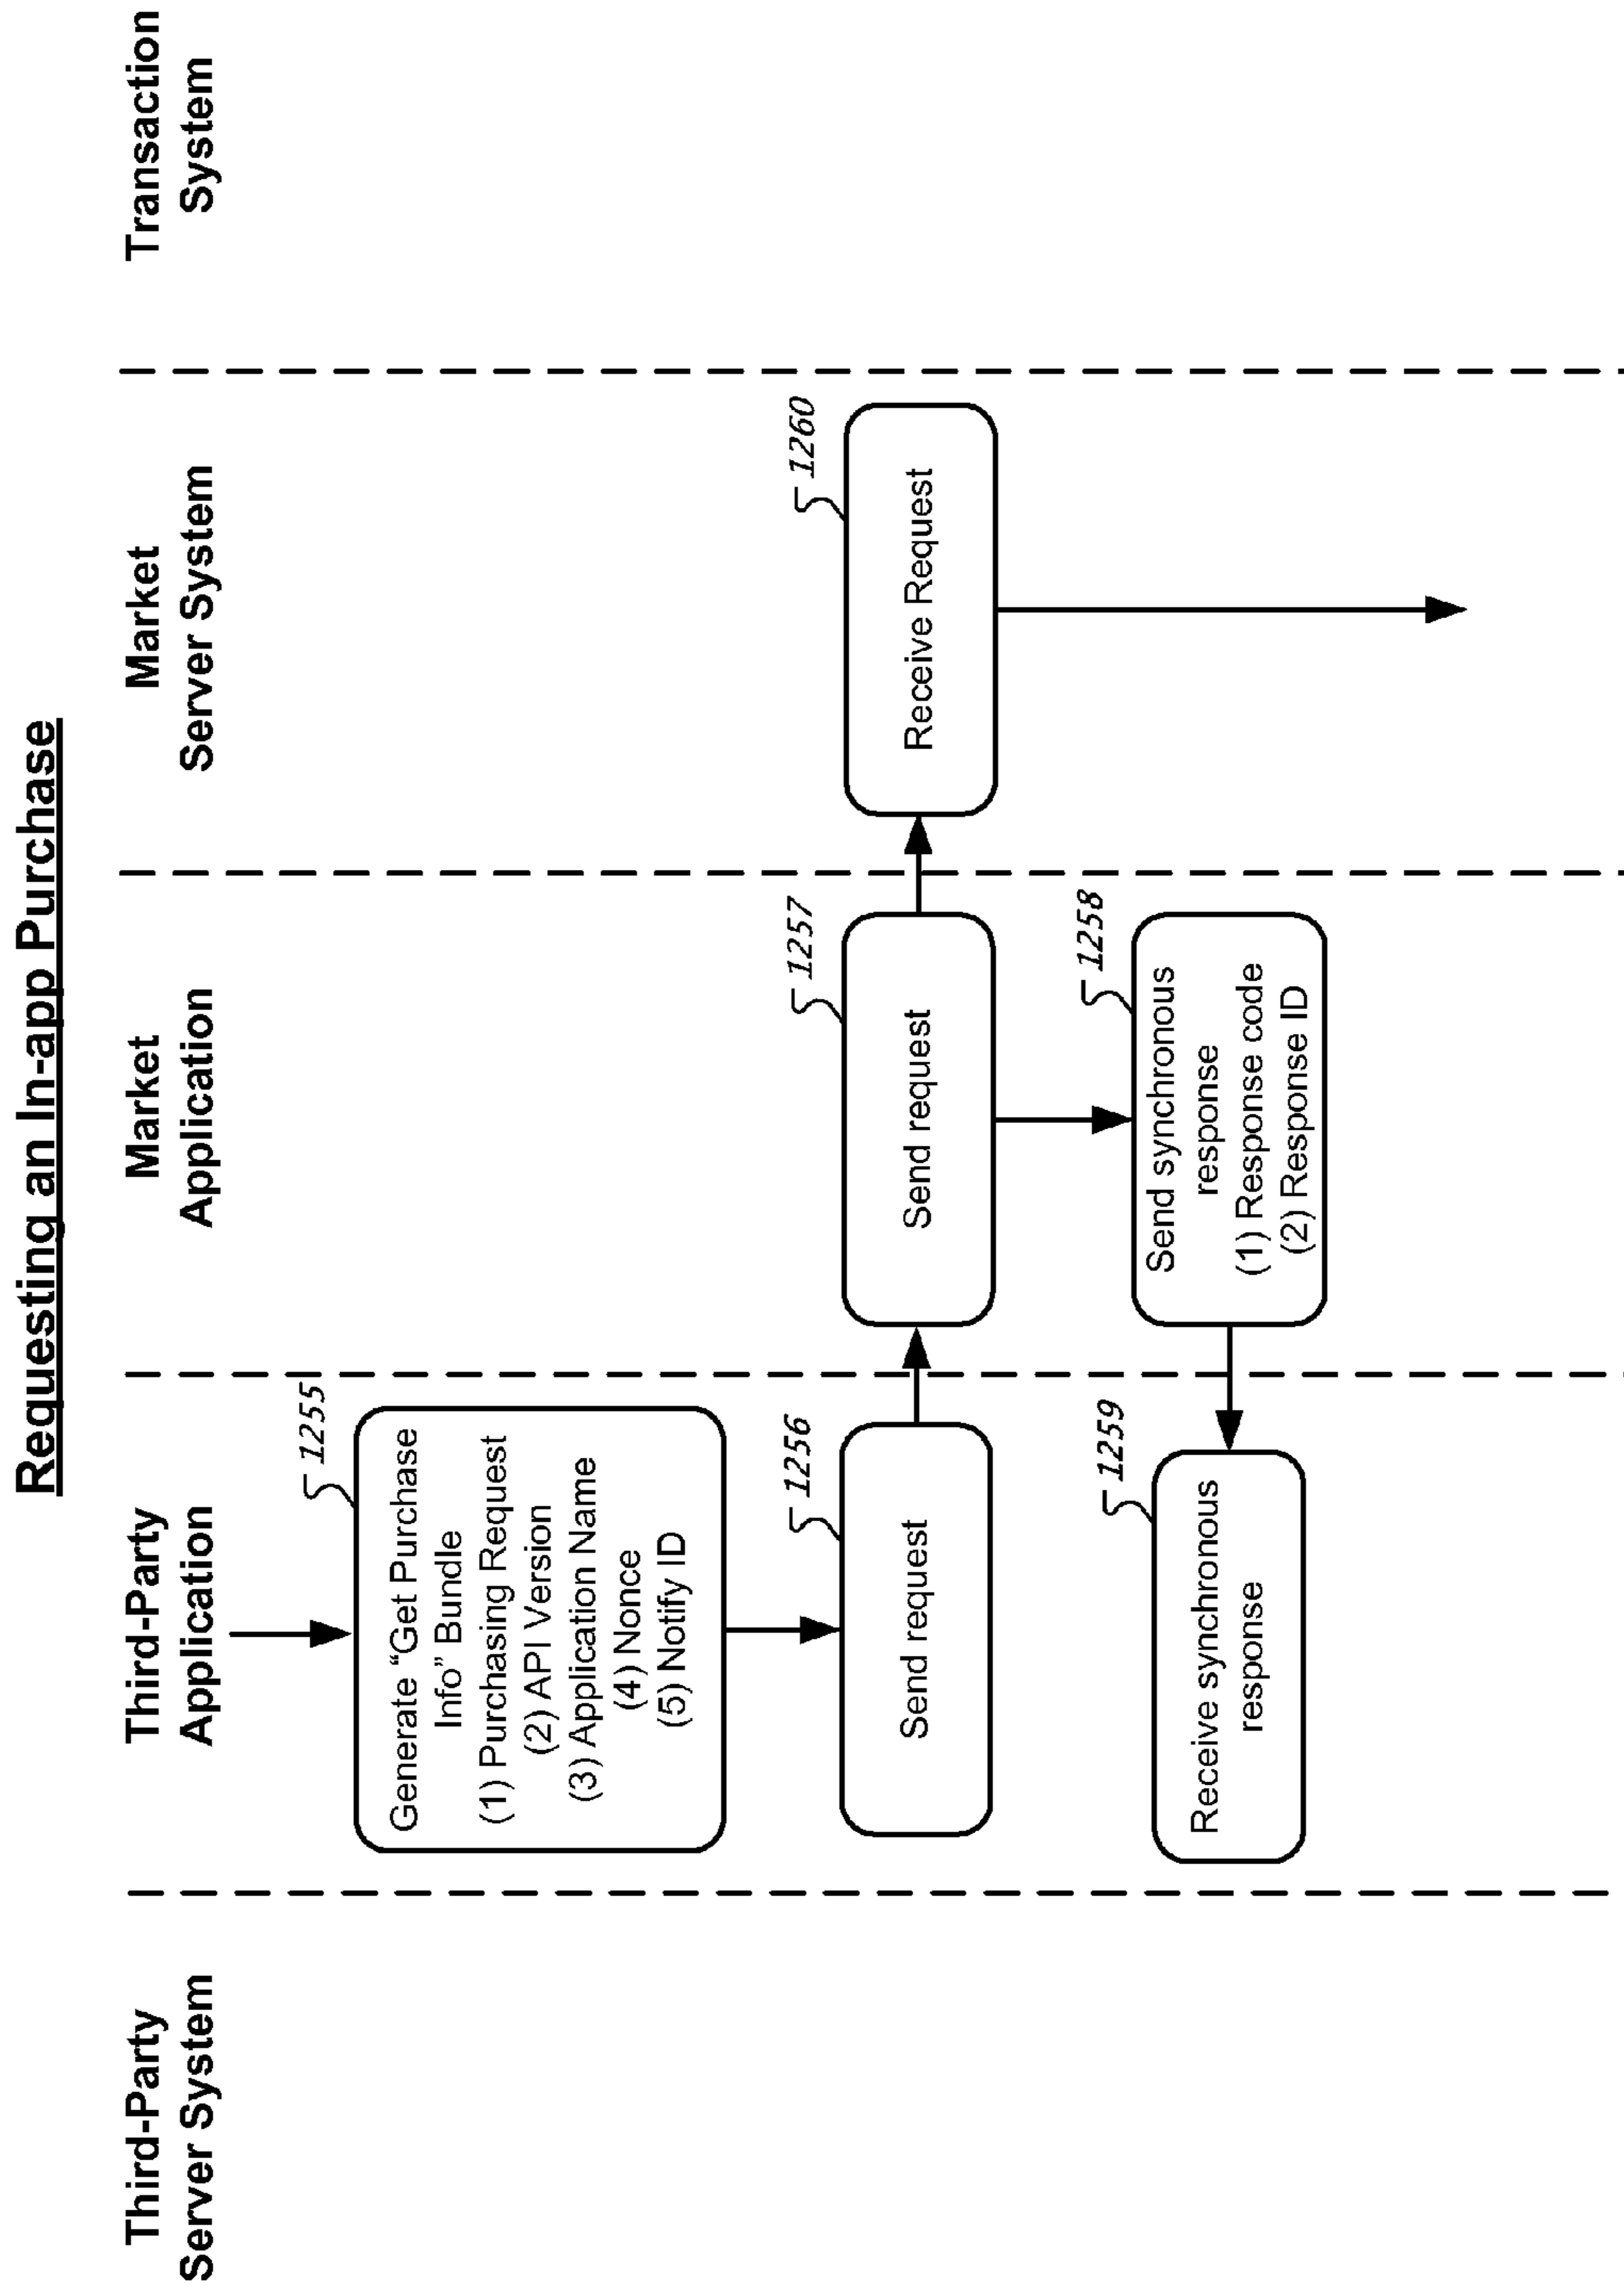 Requesting an In-app Purchase
Third-Party
Server System
Third-Party
Application
Market
Application
Market
Server System
Transaction
System
1255
Generate “Get Purchase
Info” Bundle
(1) Purchasing Request
(2) API Version
(3) Application Name
(4) Nonce
(5) Notify ID
1256
Send request
1257
Send request
1260
Receive Request
1258
Send synchronous
response
(1) Response code
(2) Response ID
1259
Receive synchronous
response